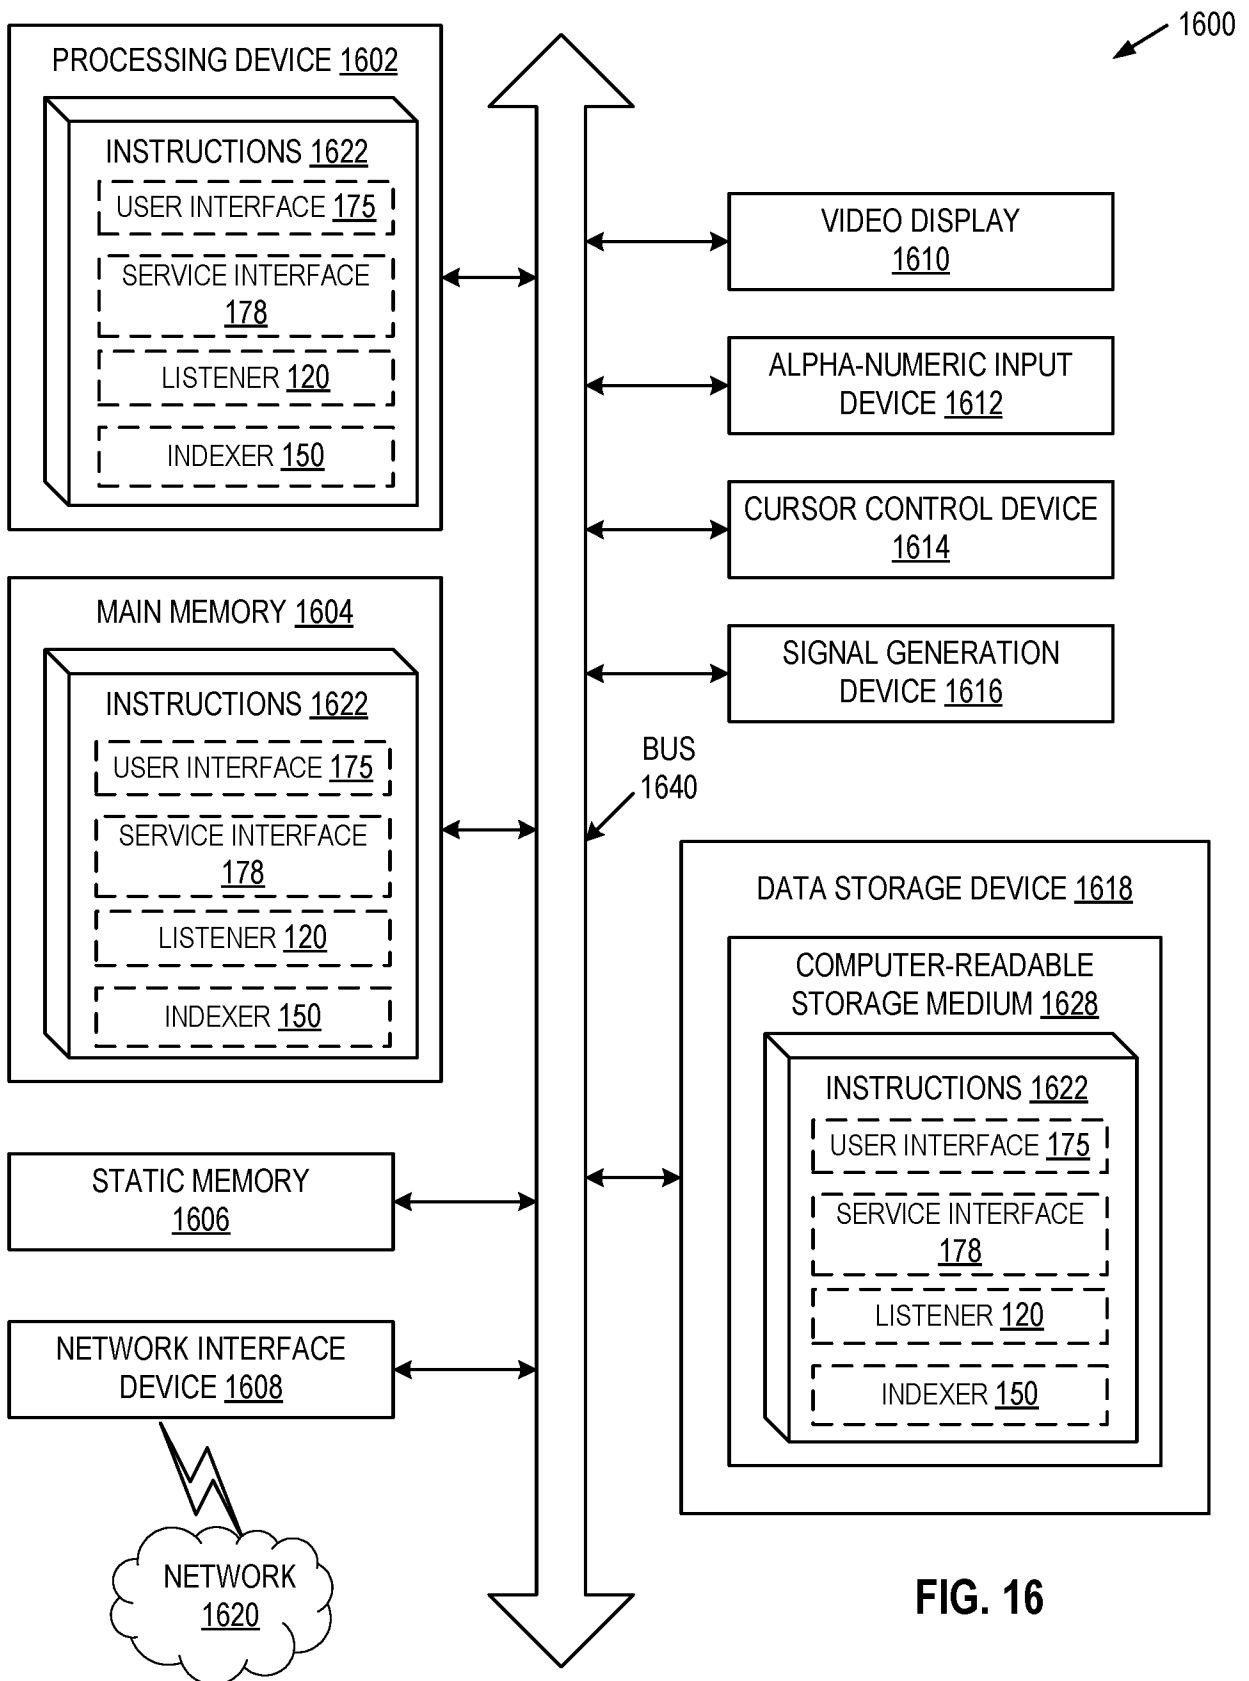 1600
PROCESSING DEVICE 1602
INSTRUCTIONS 1622
USER INTERFACE 175
SERVICE INTERFACE
178
LISTENER 120
INDEXER 150
VIDEO DISPLAY
1610
ALPHA-NUMERIC INPUT
DEVICE 1612
CURSOR CONTROL DEVICE
1614
SIGNAL GENERATION
DEVICE 1616
MAIN MEMORY 1604
INSTRUCTIONS 1622
USER INTERFACE 175
SERVICE INTERFACE
178
LISTENER 120
INDEXER 150
BUS
1640
DATA STORAGE DEVICE 1618
COMPUTER-READABLE
STORAGE MEDIUM 1628
INSTRUCTIONS 1622
USER INTERFACE 175
SERVICE INTERFACE
178
LISTENER 120
INDEXER 150
STATIC MEMORY
1606
NETWORK INTERFACE
DEVICE 1608
NETWORK
1620
FIG. 16